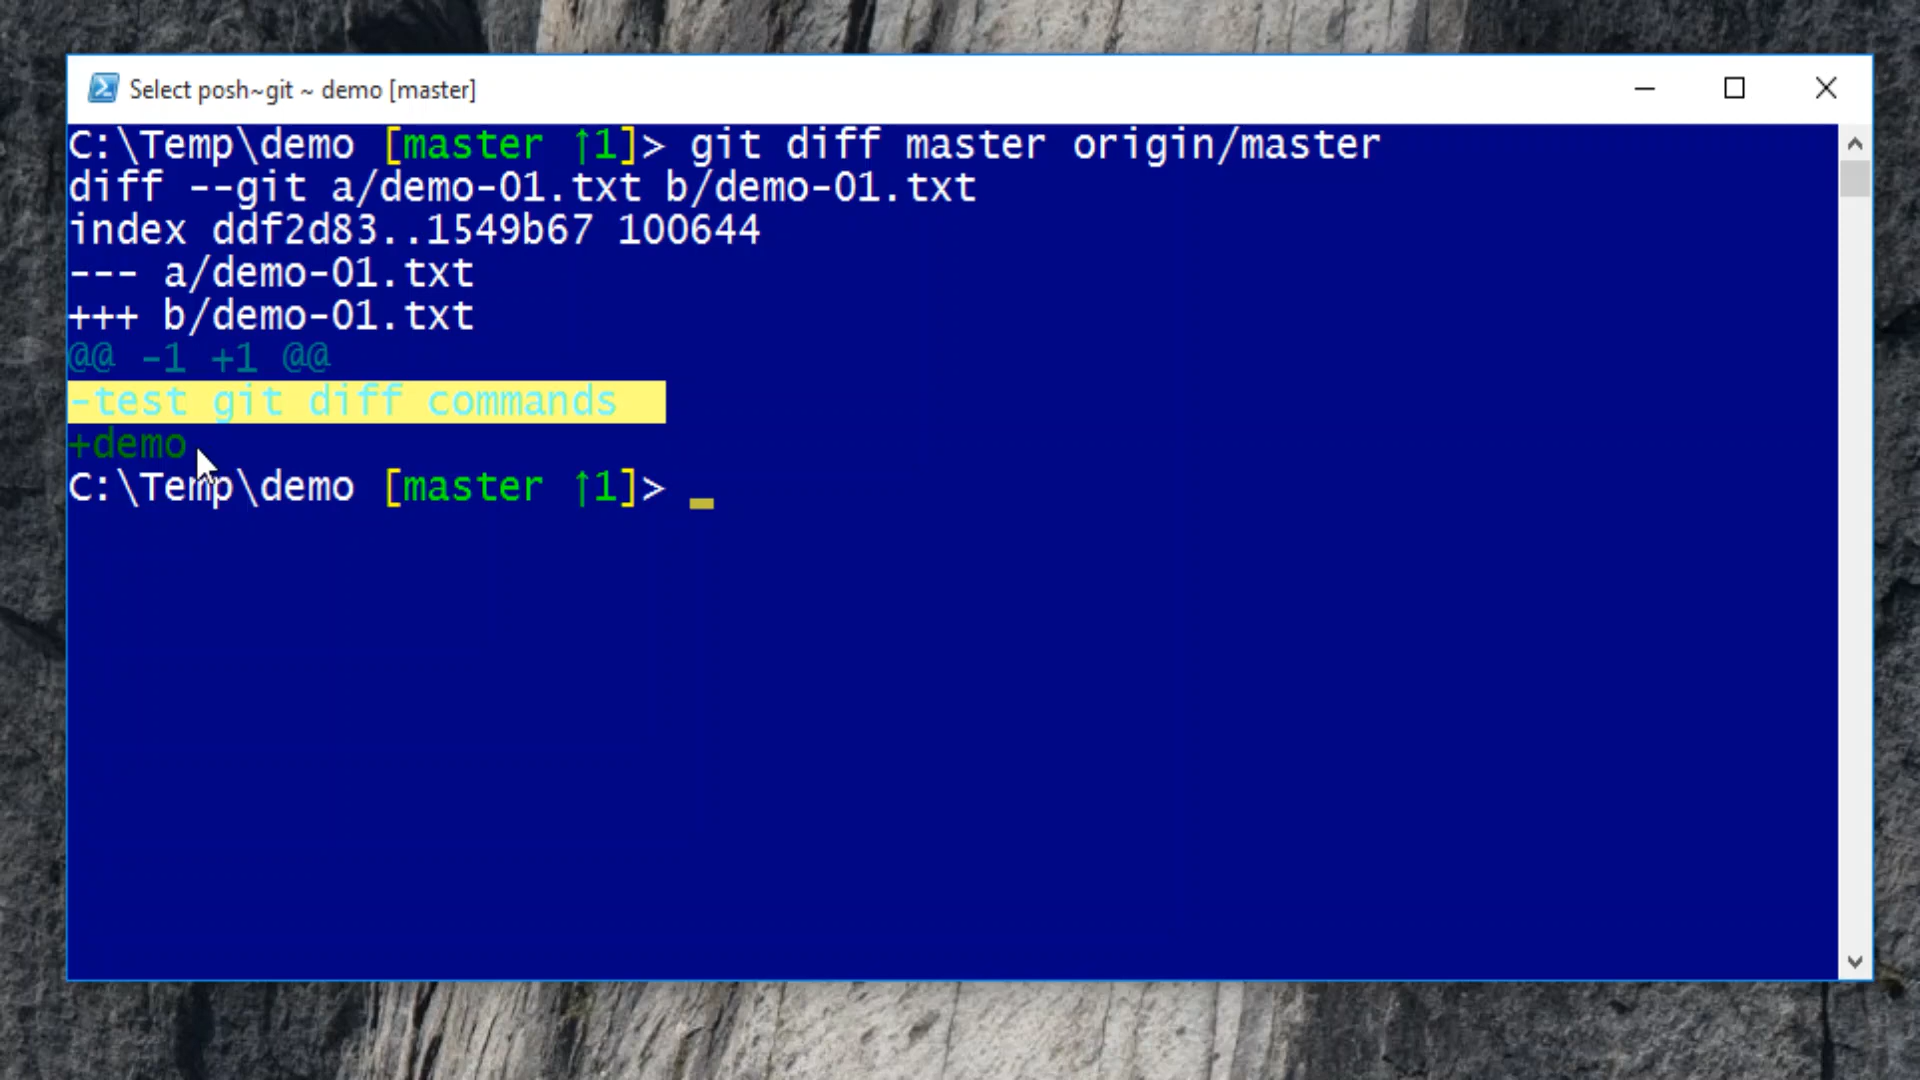 Select posh~git ~ demo [master]
C:\Temp\demo [master ↑1]> git diff master origin/master
diff --git a/demo-01.txt b/demo-01.txt
index ddf2d83..1549b67 100644
--- a/demo-01.txt
+++ b/demo-01.txt
@@ -1 +1 @@
-test git diff commands
+demo
C:\Temp\demo [master ↑1]>